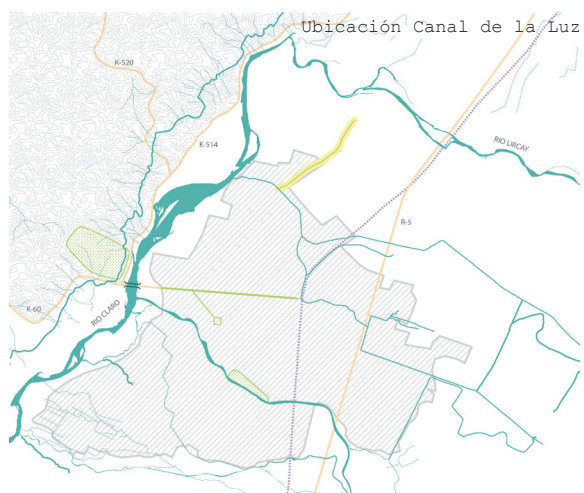 Ubicación Canal de la Luz
K-520
K-514
RIO LIRCAY
R-5
RIO CLARO
K-60